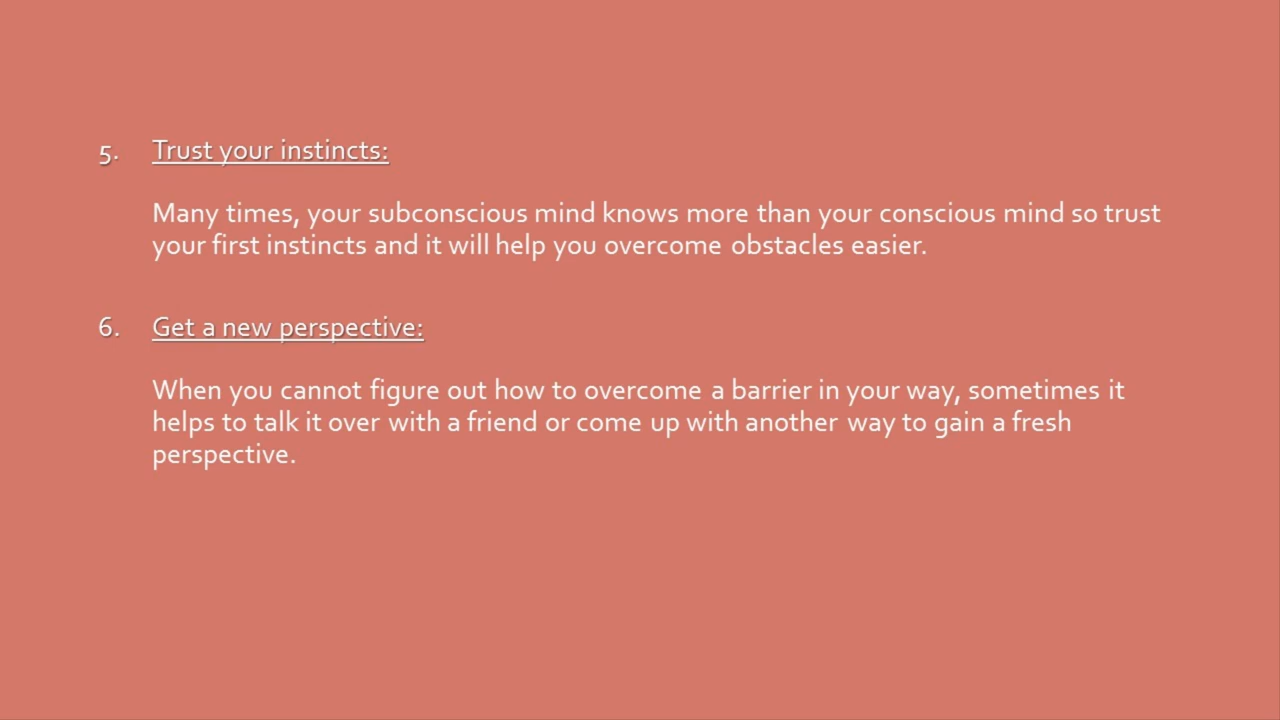 5. Trust your instincts:
Many times, your subconscious mind knows more than your conscious mind so trust
your first instincts and it will help you overcome obstacles easier.
6. Get a new perspective:
When you cannot figure out how to overcome a barrier in your way, sometimes it
helps to talk it over with a friend or come up with another way to gain a fresh
perspective.